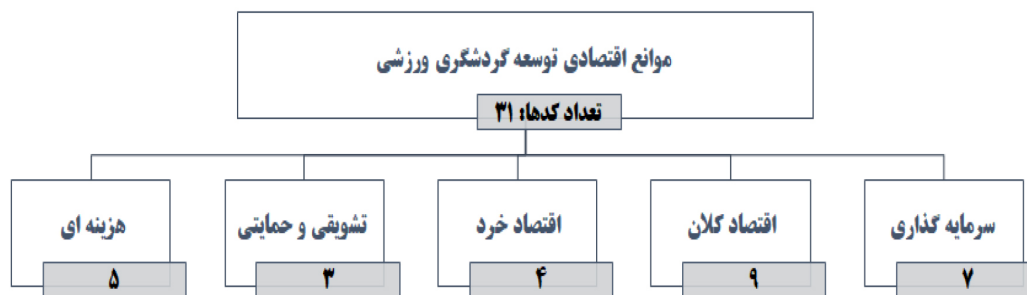 موانع اقتصادی توسعه گردشگری ورزشی
تعداد کدها: ۳۱
سرمایه گذاری
۷
اقتصاد کلان
۹
اقتصاد خرد
۴
تشویقی و حمایتی
۳
هزینه ای
۵